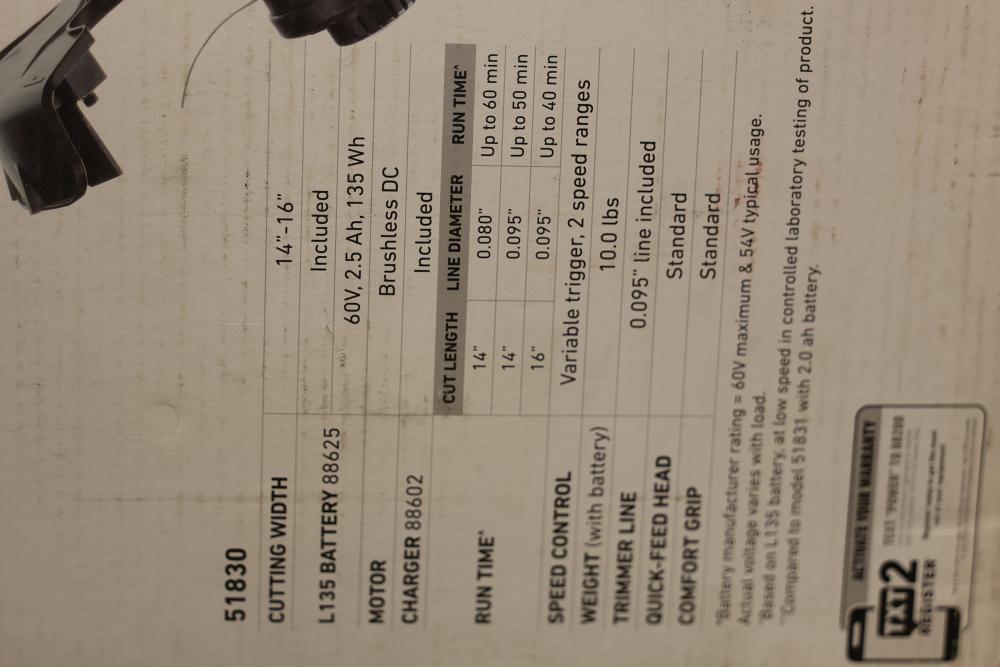 51830
CUTTING WIDTH 14"-16"
L135 BATTERY 88625 Included
60V, 2.5 Ah, 135 Wh
MOTOR Brushless DC
CHARGER 88602 Included
CUT LENGTH LINE DIAMETER RUN TIME^
14" 0.080" Up to 60 min
RUN TIME^ 14" 0.095" Up to 50 min
16" 0.095" Up to 40 min
SPEED CONTROL Variable trigger, 2 speed ranges
WEIGHT (with battery) 10.0 lbs
TRIMMER LINE 0.095" line included
QUICK-FEED HEAD Standard
COMFORT GRIP Standard
*Battery manufacturer rating = 60V maximum & 54V typical usage.
Actual voltage varies with load.
^Based on L135 battery, at low speed in controlled laboratory testing of product.
Compared to model 51831 with 2.0 ah battery.
ACTIVATE YOUR WARRANTY
TXT 2
REGISTER
TEXT "POWER" TO